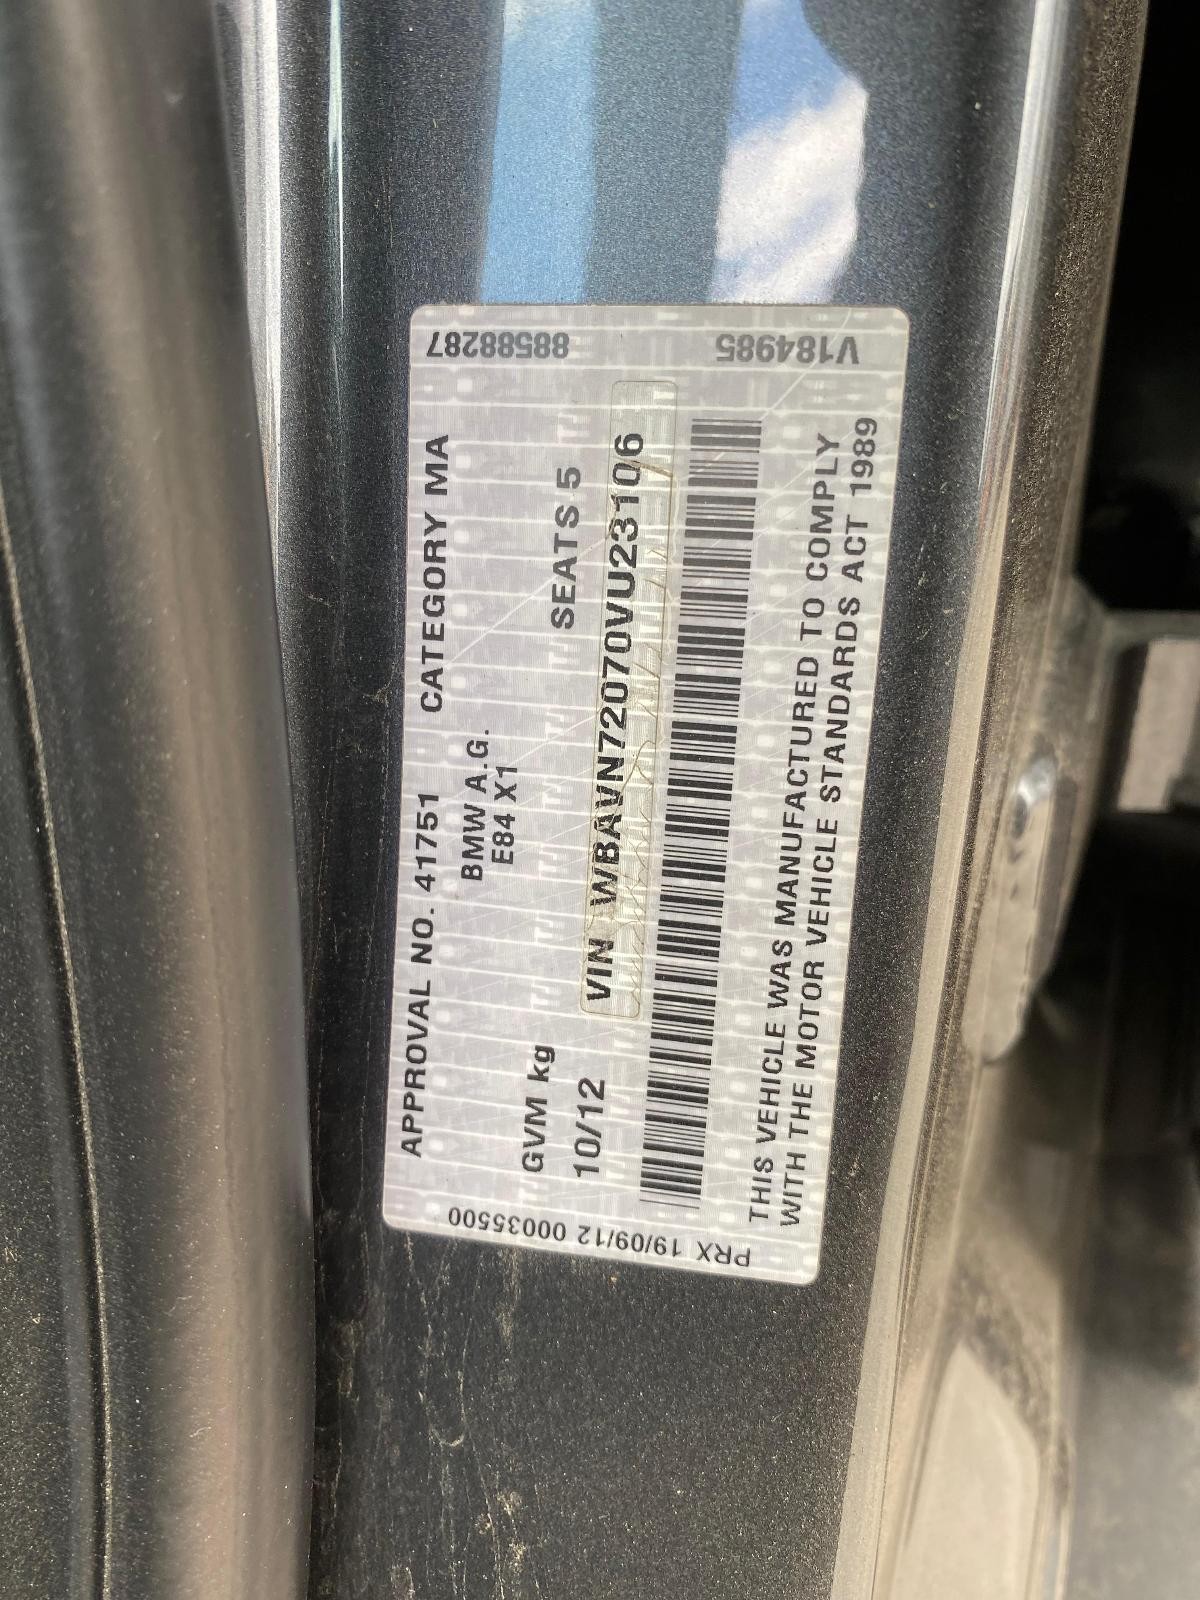 APPROVAL NO. 41751 CATEGORY MA
BMW A.G.
E84 X1
GVM kg SEATS 5
10/12 VIN WBAVN72070VU23106
THIS VEHICLE WAS MANUFACTURED TO COMPLY
WITH THE MOTOR VEHICLE STANDARDS ACT 1989
PRX 19/09/12 00035500
V184985 88588287